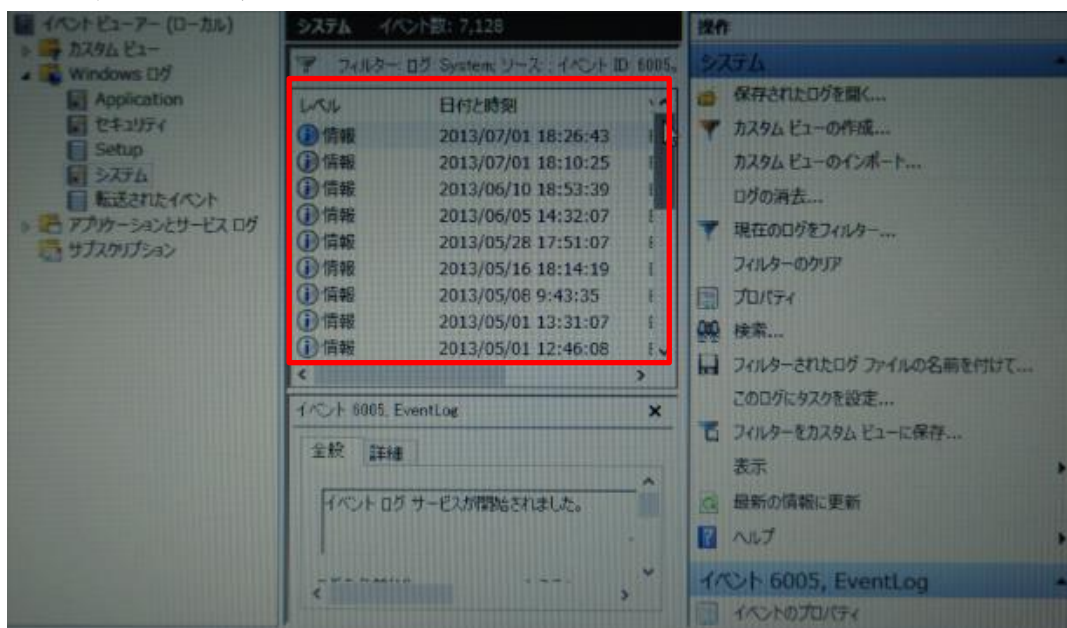 イベント ビューアー (ローカル)
カスタム ビュー
Windows ログ
Application
セキュリティ
Setup
システム
転送されたイベント
アプリケーションとサービス ログ
サブスクリプション
システム イベント数: 7,128
フィルター: ログ: System; ソース: ; イベント ID: 6005,
レベル 日付と時刻
情報 2013/07/01 18:26:43
情報 2013/07/01 18:10:25
情報 2013/06/10 18:53:39
情報 2013/06/05 14:32:07
情報 2013/05/28 17:51:07
情報 2013/05/16 18:14:19
情報 2013/05/08 9:43:35
情報 2013/05/01 13:31:07
情報 2013/05/01 12:46:08
イベント 6005, EventLog
全般 詳細
イベント ログ サービスが開始されました。
操作
システム
保存されたログを開く...
カスタム ビューの作成...
カスタム ビューのインポート...
ログの消去...
現在のログをフィルター...
フィルターのクリア
プロパティ
検索...
フィルターされたログ ファイルの名前を付けて...
このログにタスクを設定...
フィルターをカスタム ビューに保存...
表示
最新の情報に更新
ヘルプ
イベント 6005, EventLog
イベントのプロパティ